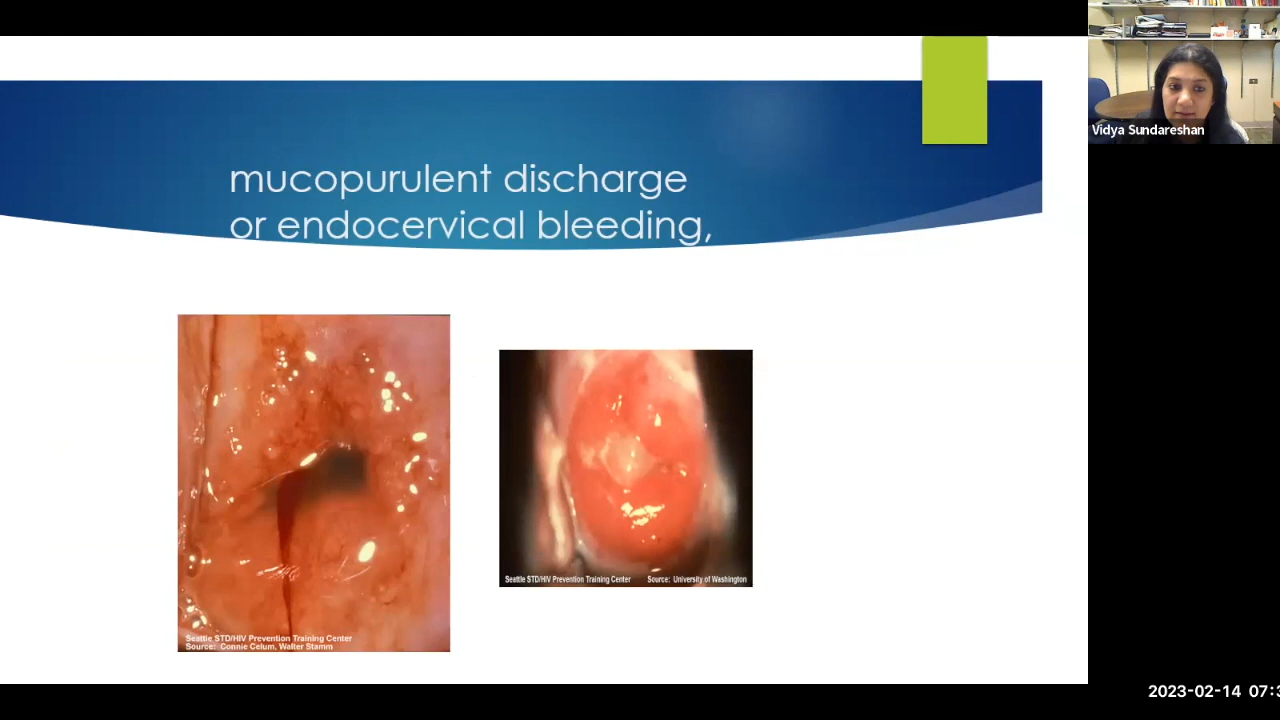 mucopurulent discharge
or endocervical bleeding,
Vidya Sundareshan
Seattle STD/HIV Prevention Training Center
Source: Connie Celum, Walter Stamm
Seattle STD/HIV Prevention Training Center Source: University of Washington
2023-02-14 07:3